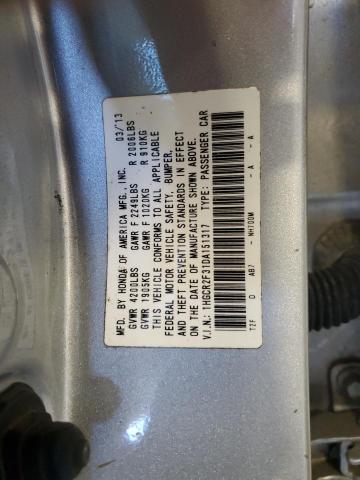 MFD. BY HONDA OF AMERICA MFG., INC. 03/'13
GVWR 4200LBS GAWR F 2249LBS R 2006LBS
GVWR 1905KG GAWR F 1020KG R 910KG
THIS VEHICLE CONFORMS TO ALL APPLICABLE
FEDERAL MOTOR VEHICLE SAFETY, BUMPER,
AND THEFT PREVENTION STANDARDS IN EFFECT
ON THE DATE OF MANUFACTURE SHOWN ABOVE.
V.I.N.: 1HGCR2F31DA151317 TYPE: PASSENGER CAR
T2F D AB7 - NH700M - A - A